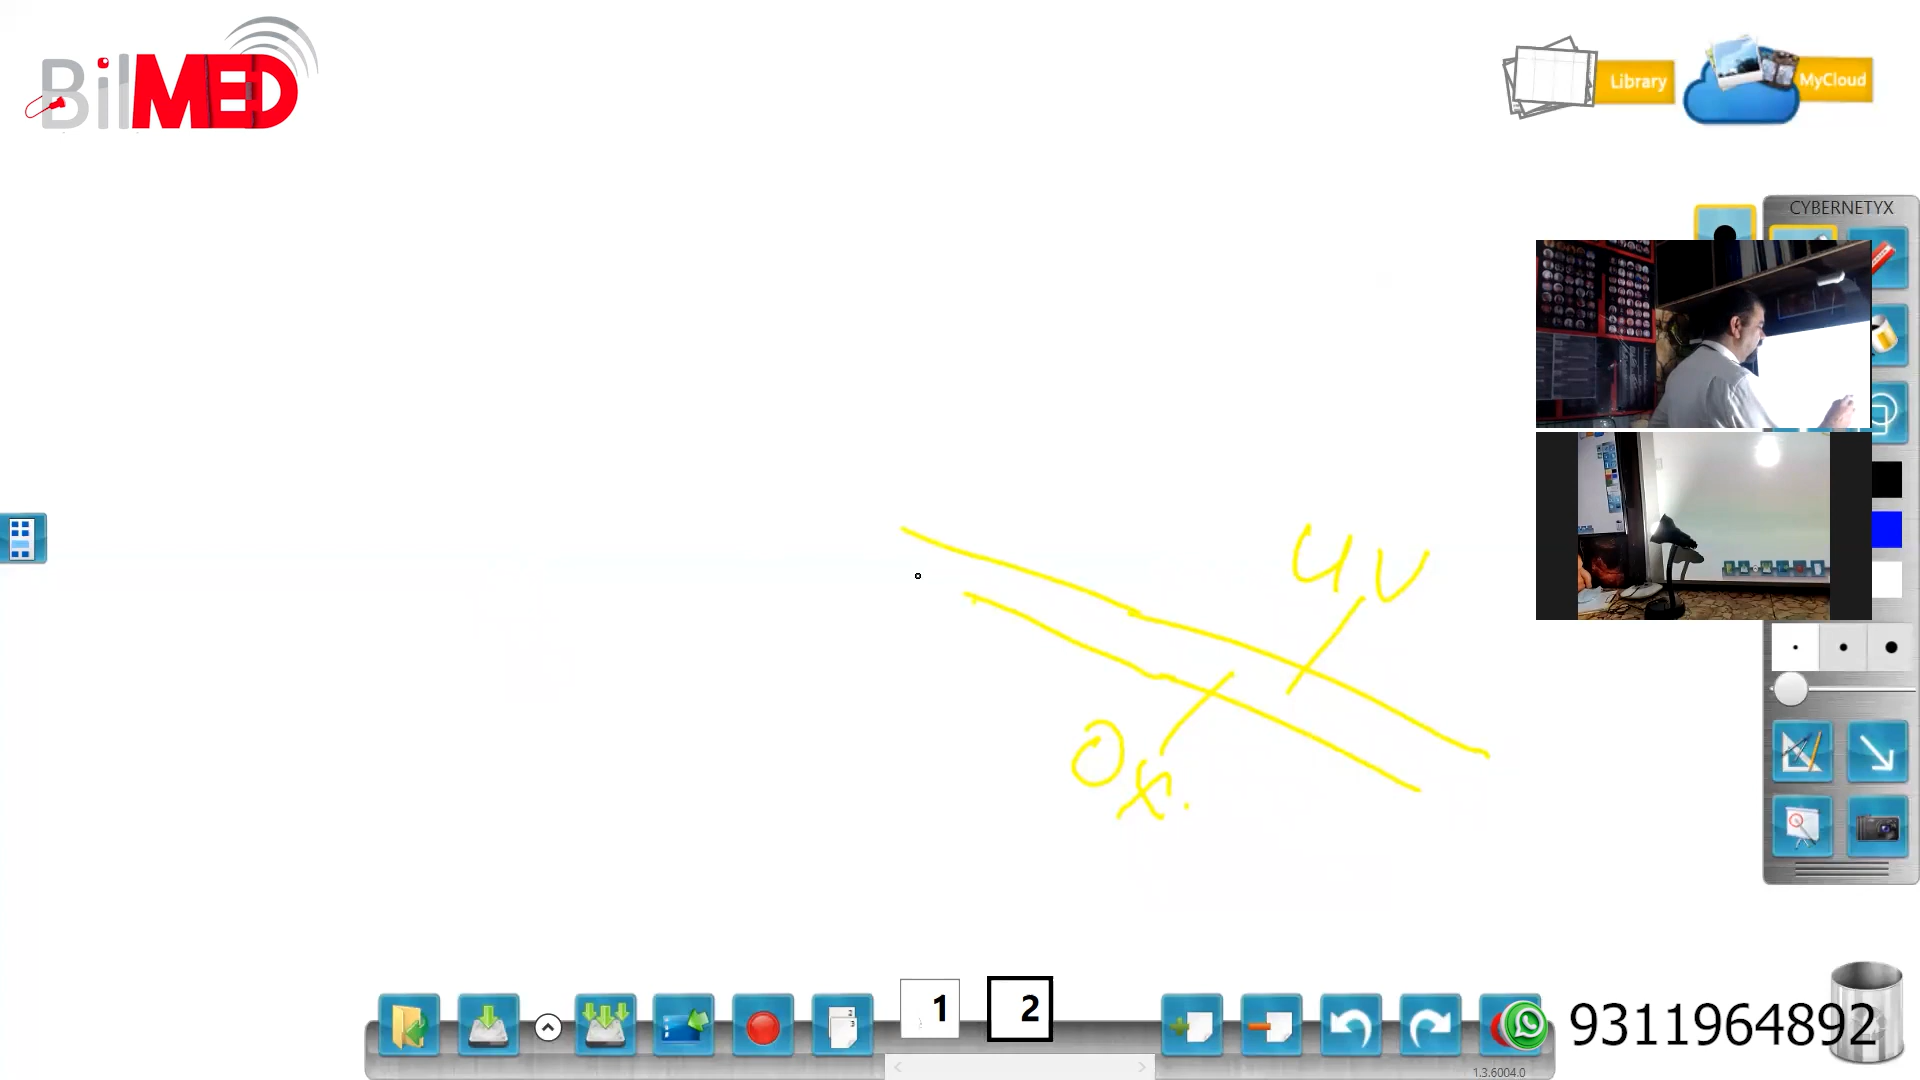 BilMED
Library
MyCloud
CYBERNETYX
UV
Ox.
1
2
9311964892
1.3.6004.0